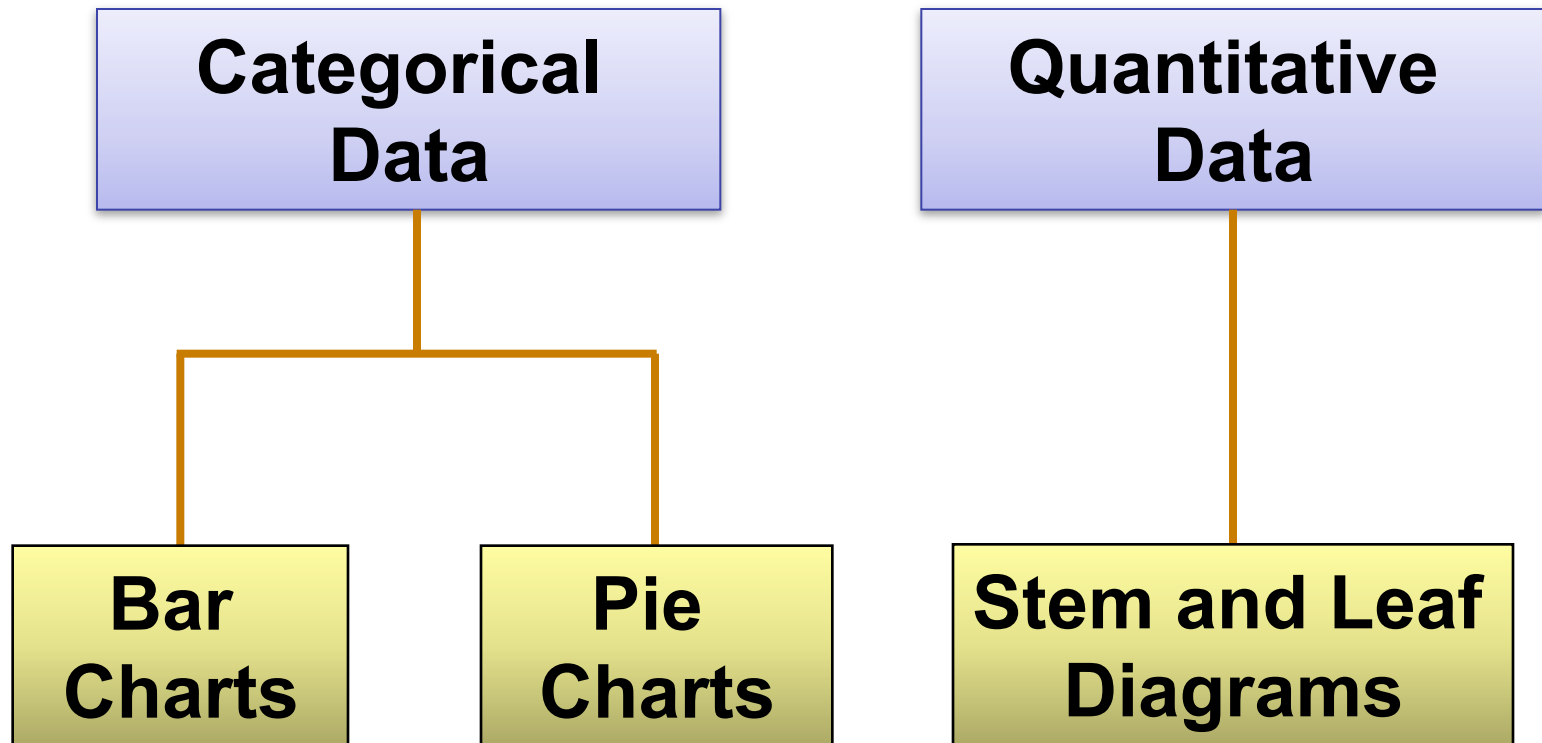 Categorical
Data
Quantitative
Data
Bar
Charts
Pie
Charts
Stem and Leaf
Diagrams